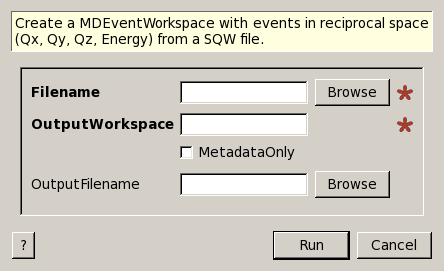 Create a MDEventWorkspace with events in reciprocal space
(Qx, Qy, Qz, Energy) from a SQW file.
Filename Browse *
OutputWorkspace *
MetadataOnly
OutputFilename Browse
? Run Cancel